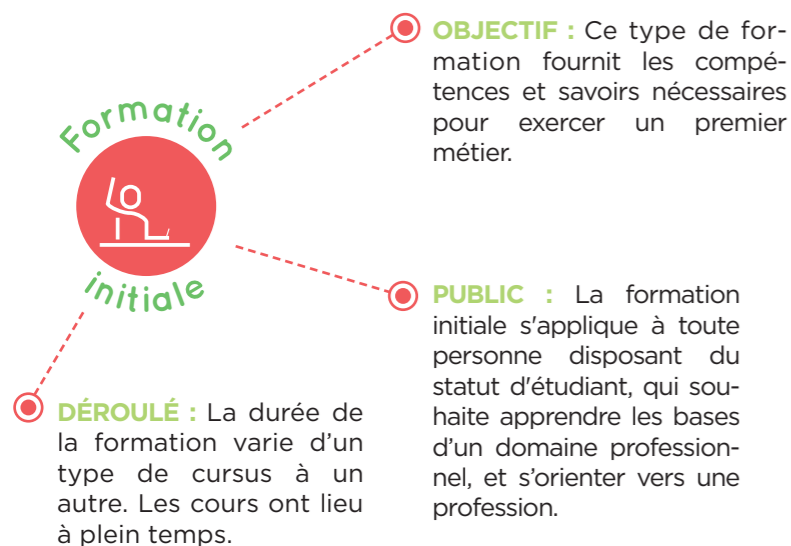 Formation
initiale
OBJECTIF : Ce type de for-
mation fournit les compé-
tences et savoirs nécessaires
pour exercer un premier
métier.
PUBLIC : La formation
initiale s'applique à toute
personne disposant du
statut d'étudiant, qui sou-
haite apprendre les bases
d’un domaine profession-
nel, et s’orienter vers une
profession.
DÉROULÉ : La durée de
la formation varie d’un
type de cursus à un
autre. Les cours ont lieu
à plein temps.